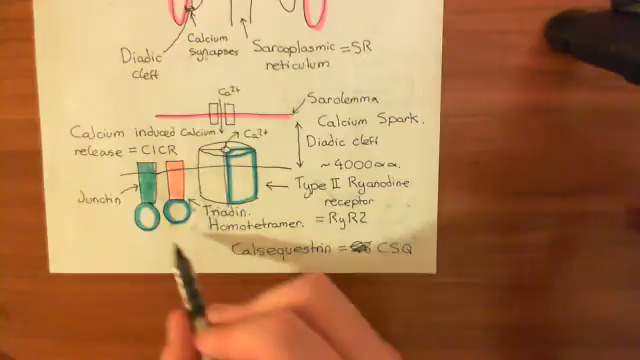 Diadic
cleft
Calcium
synapses
Sarcoplasmic = SR
reticulum
Ca2+
Sarolemma
Calcium Spark.
Calcium induced Calcium
release = CICR
Ca2+
Diadic cleft
~4000aa.
Junctin
Type II Ryanodine
receptor
= RyR2
Triadin.
Homotetramer.
Calsequestrin = CSQ